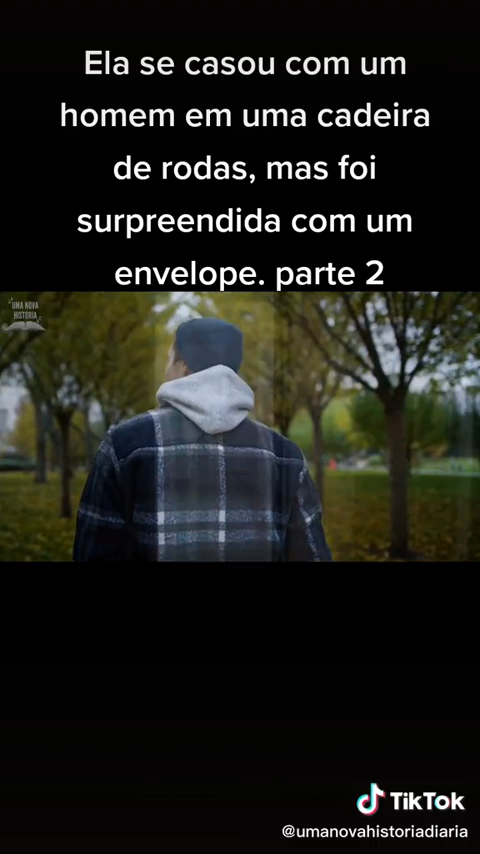 Ela se casou com um
homem em uma cadeira
de rodas, mas foi
surpreendida com um
envelope. parte 2
UMA NOVA
HISTÓRIA
TikTok
@umanovahistoriadiaria